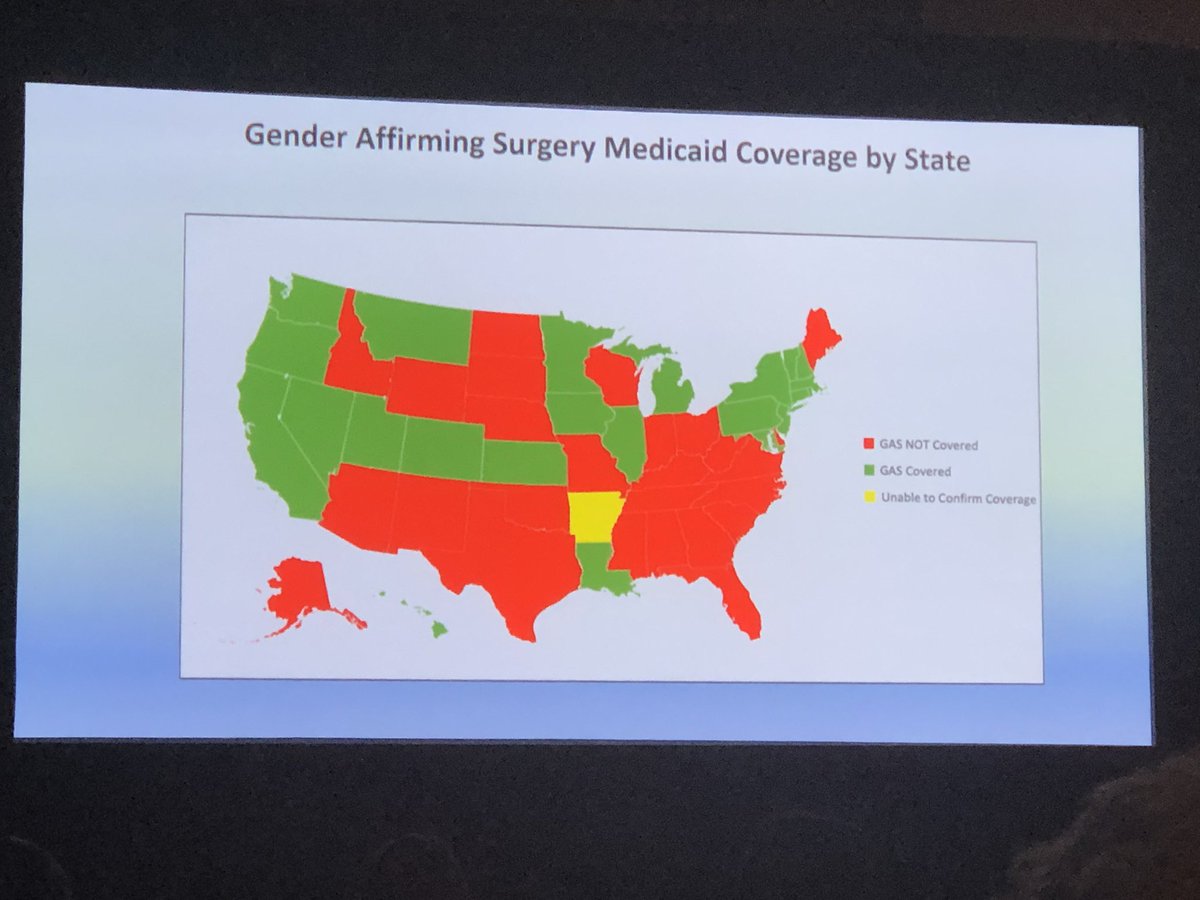 Gender Affirming Surgery Medicaid Coverage by State
GAS NOT Covered
GAS Covered
Unable to Confirm Coverage